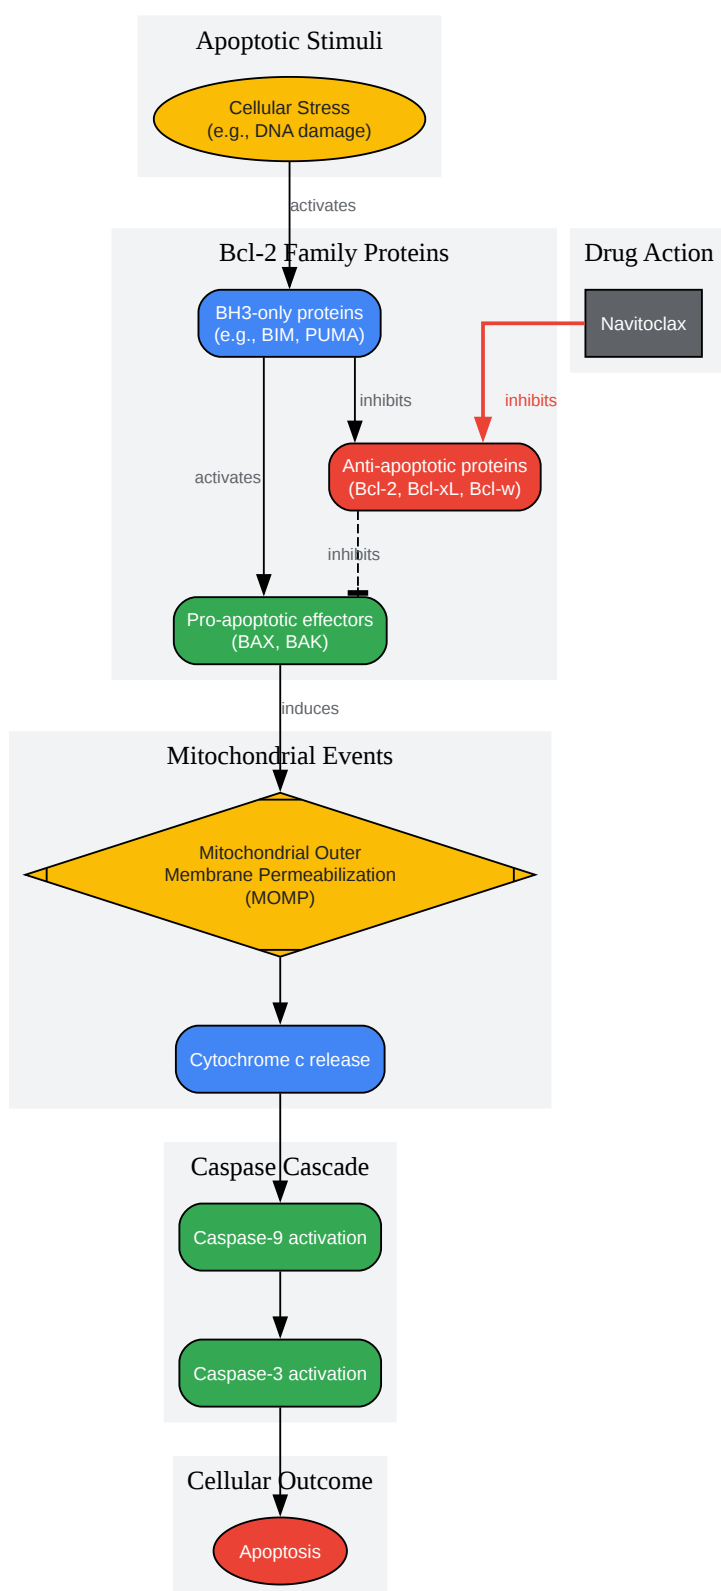 Apoptotic Stimuli
Cellular Stress
(e.g., DNA damage)
activates
Bcl-2 Family Proteins
Drug Action
BH3-only proteins
(e.g., BIM, PUMA)
Navitoclax
inhibits
inhibits
Anti-apoptotic proteins
(Bcl-2, Bcl-xL, Bcl-w)
activates
inhibits
Pro-apoptotic effectors
(BAX, BAK)
induces
Mitochondrial Events
Mitochondrial Outer
Membrane Permeabilization
(MOMP)
Cytochrome c release
Caspase Cascade
Caspase-9 activation
Caspase-3 activation
Cellular Outcome
Apoptosis